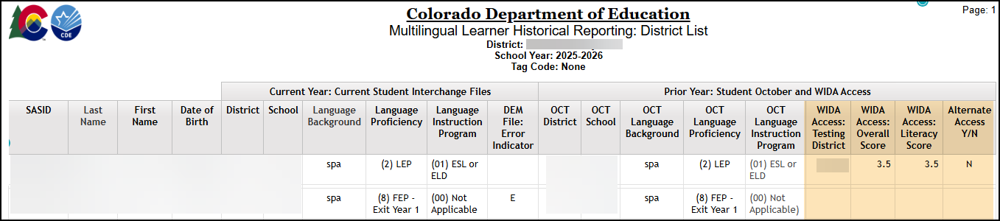 Colorado Department of Education
Page: 1
Multilingual Learner Historical Reporting: District List
District:
School Year: 2025-2026
Tag Code: None
CDE
Current Year: Current Student Interchange Files
Prior Year: Student October and WIDA Access
SASID
Last Name
First Name
Date of Birth
District
School
Language Background
Language Proficiency
Language Instruction Program
DEM File: Error Indicator
OCT District
OCT School
OCT Language Background
OCT Language Proficiency
OCT Language Instruction Program
WIDA Access: Testing District
WIDA Access: Overall Score
WIDA Access: Literacy Score
Alternate Access Y/N
spa
(2) LEP
(01) ESL or ELD
spa
(2) LEP
(01) ESL or ELD
3.5
3.5
N
spa
(8) FEP - Exit Year 1
(00) Not Applicable
E
spa
(8) FEP - Exit Year 1
(00) Not Applicable)